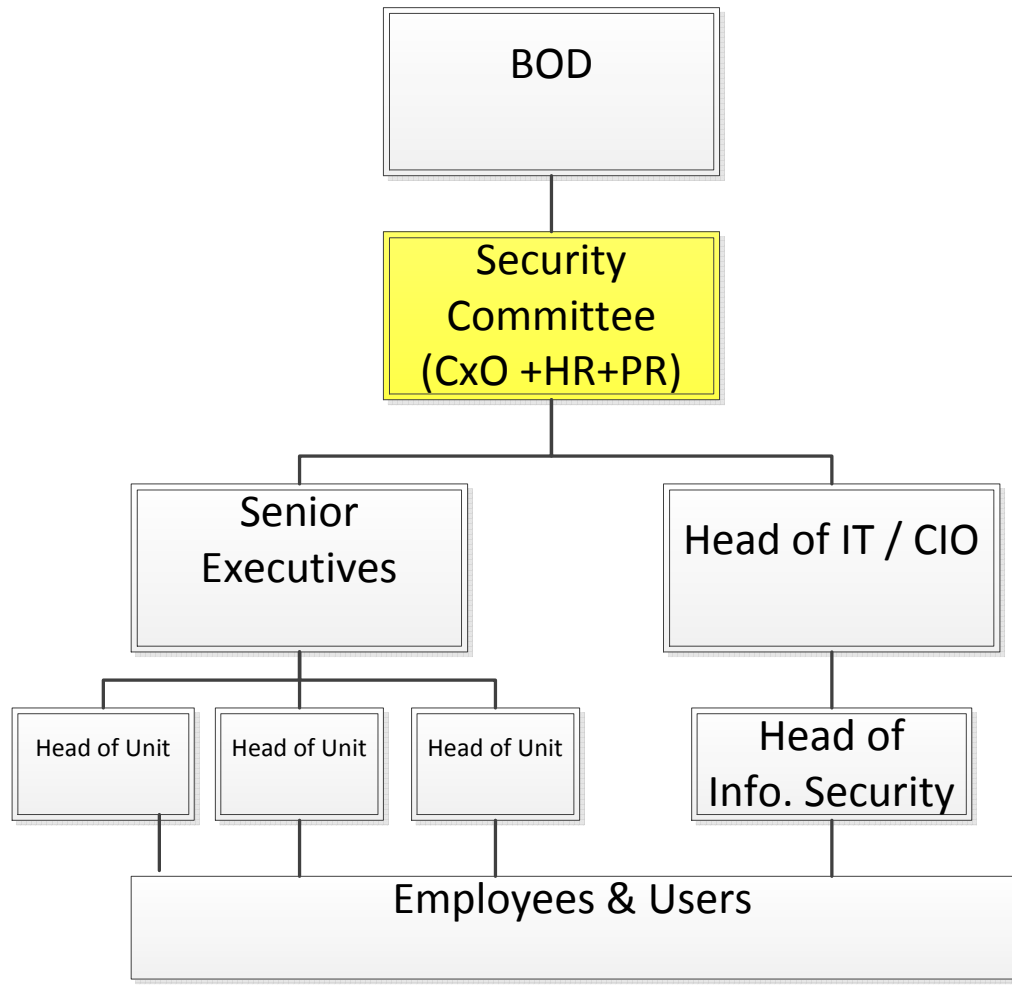 BOD
Security
Committee
(CxO +HR+PR)
Senior
Executives
Head of IT / CIO
Head of Unit
Head of Unit
Head of Unit
Head of
Info. Security
Employees & Users